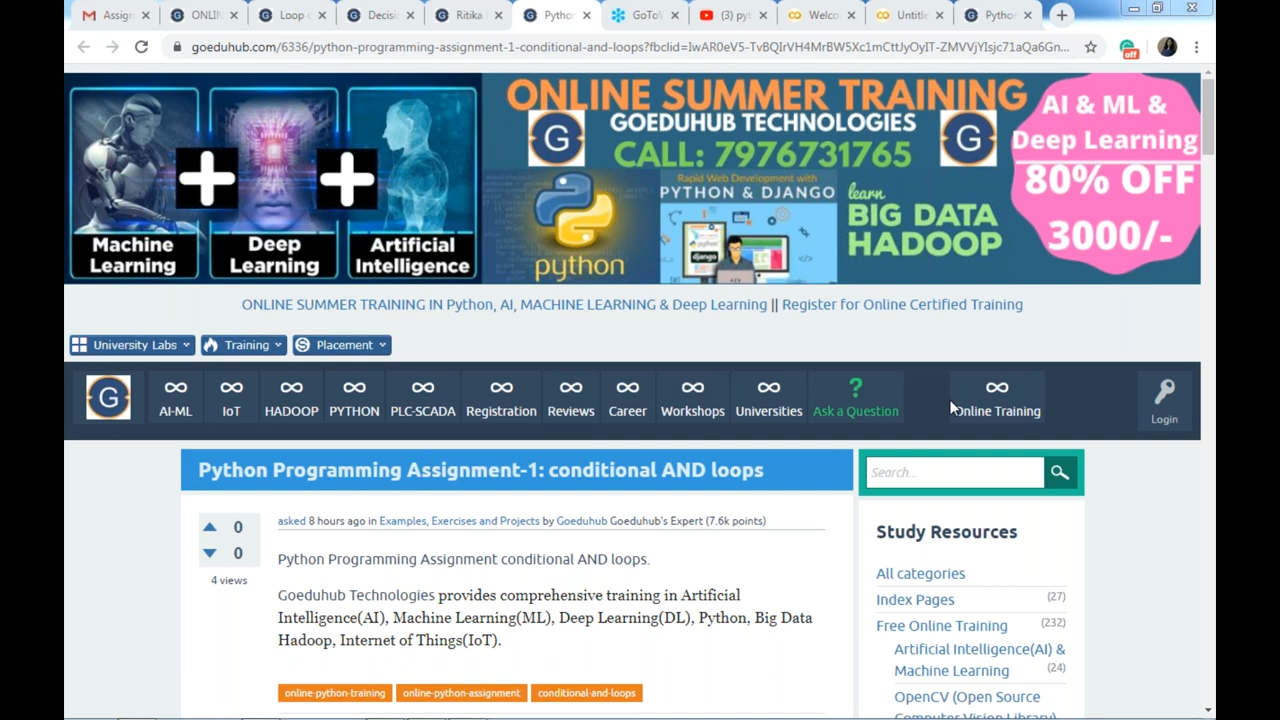 Assign
ONLIN
Loop c
Decisi
Ritika
Pytho
GoToV
(3) pyt
Welco
Untitle
Pytho
goeduhub.com/6336/python-programming-assignment-1-conditional-and-loops?fbclid=IwAR0eV5-TvBQIrVH4MrBW5Xc1mCttJyOyIT-ZMVVjYIsjc71aQa6Gn...
off
ONLINE SUMMER TRAINING
GOEDUHUB TECHNOLOGIES
CALL: 7976731765
AI & ML &
Deep Learning
80% OFF
3000/-
Machine Learning
Deep Learning
Artificial Intelligence
python
Rapid Web Development with
PYTHON & DJANGO
learn
BIG DATA
HADOOP
ONLINE SUMMER TRAINING IN Python, AI, MACHINE LEARNING & Deep Learning || Register for Online Certified Training
University Labs
Training
Placement
G
AI-ML
IoT
HADOOP
PYTHON
PLC-SCADA
Registration
Reviews
Career
Workshops
Universities
? Ask a Question
Online Training
Login
Python Programming Assignment-1: conditional AND loops
Search...
0
0
4 views
asked 8 hours ago in Examples, Exercises and Projects by Goeduhub Goeduhub's Expert (7.6k points)
Python Programming Assignment conditional AND loops.
Goeduhub Technologies provides comprehensive training in Artificial
Intelligence(AI), Machine Learning(ML), Deep Learning(DL), Python, Big Data
Hadoop, Internet of Things(IoT).
online-python-training
online-python-assignment
conditional-and-loops
Study Resources
All categories
Index Pages (27)
Free Online Training (232)
Artificial Intelligence(AI) &
Machine Learning (24)
OpenCV (Open Source
Computer Vision Library)